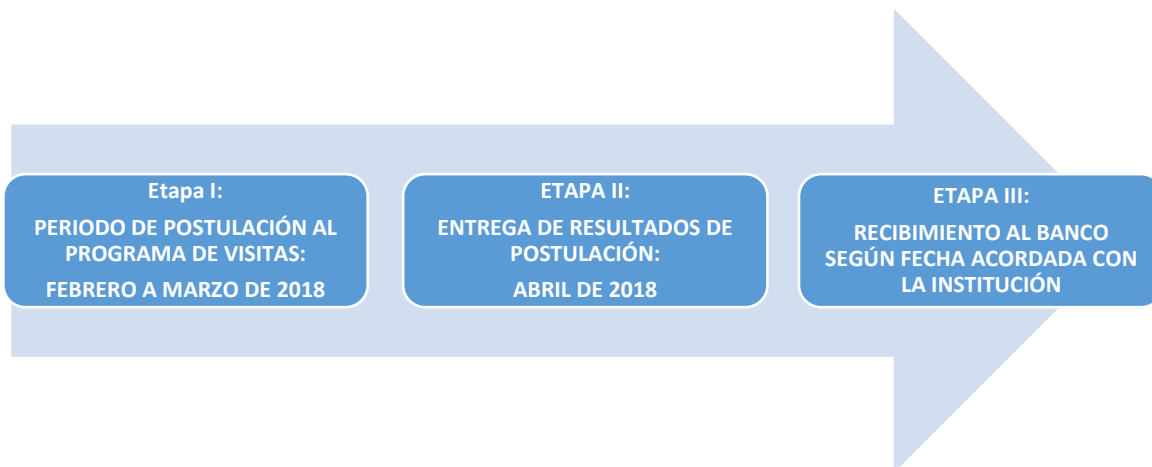 Etapa I:
PERIODO DE POSTULACIÓN AL
PROGRAMA DE VISITAS:
FEBRERO A MARZO DE 2018
ETAPA II:
ENTREGA DE RESULTADOS DE
POSTULACIÓN:
ABRIL DE 2018
ETAPA III:
RECIBIMIENTO AL BANCO
SEGÚN FECHA ACORDADA CON
LA INSTITUCIÓN